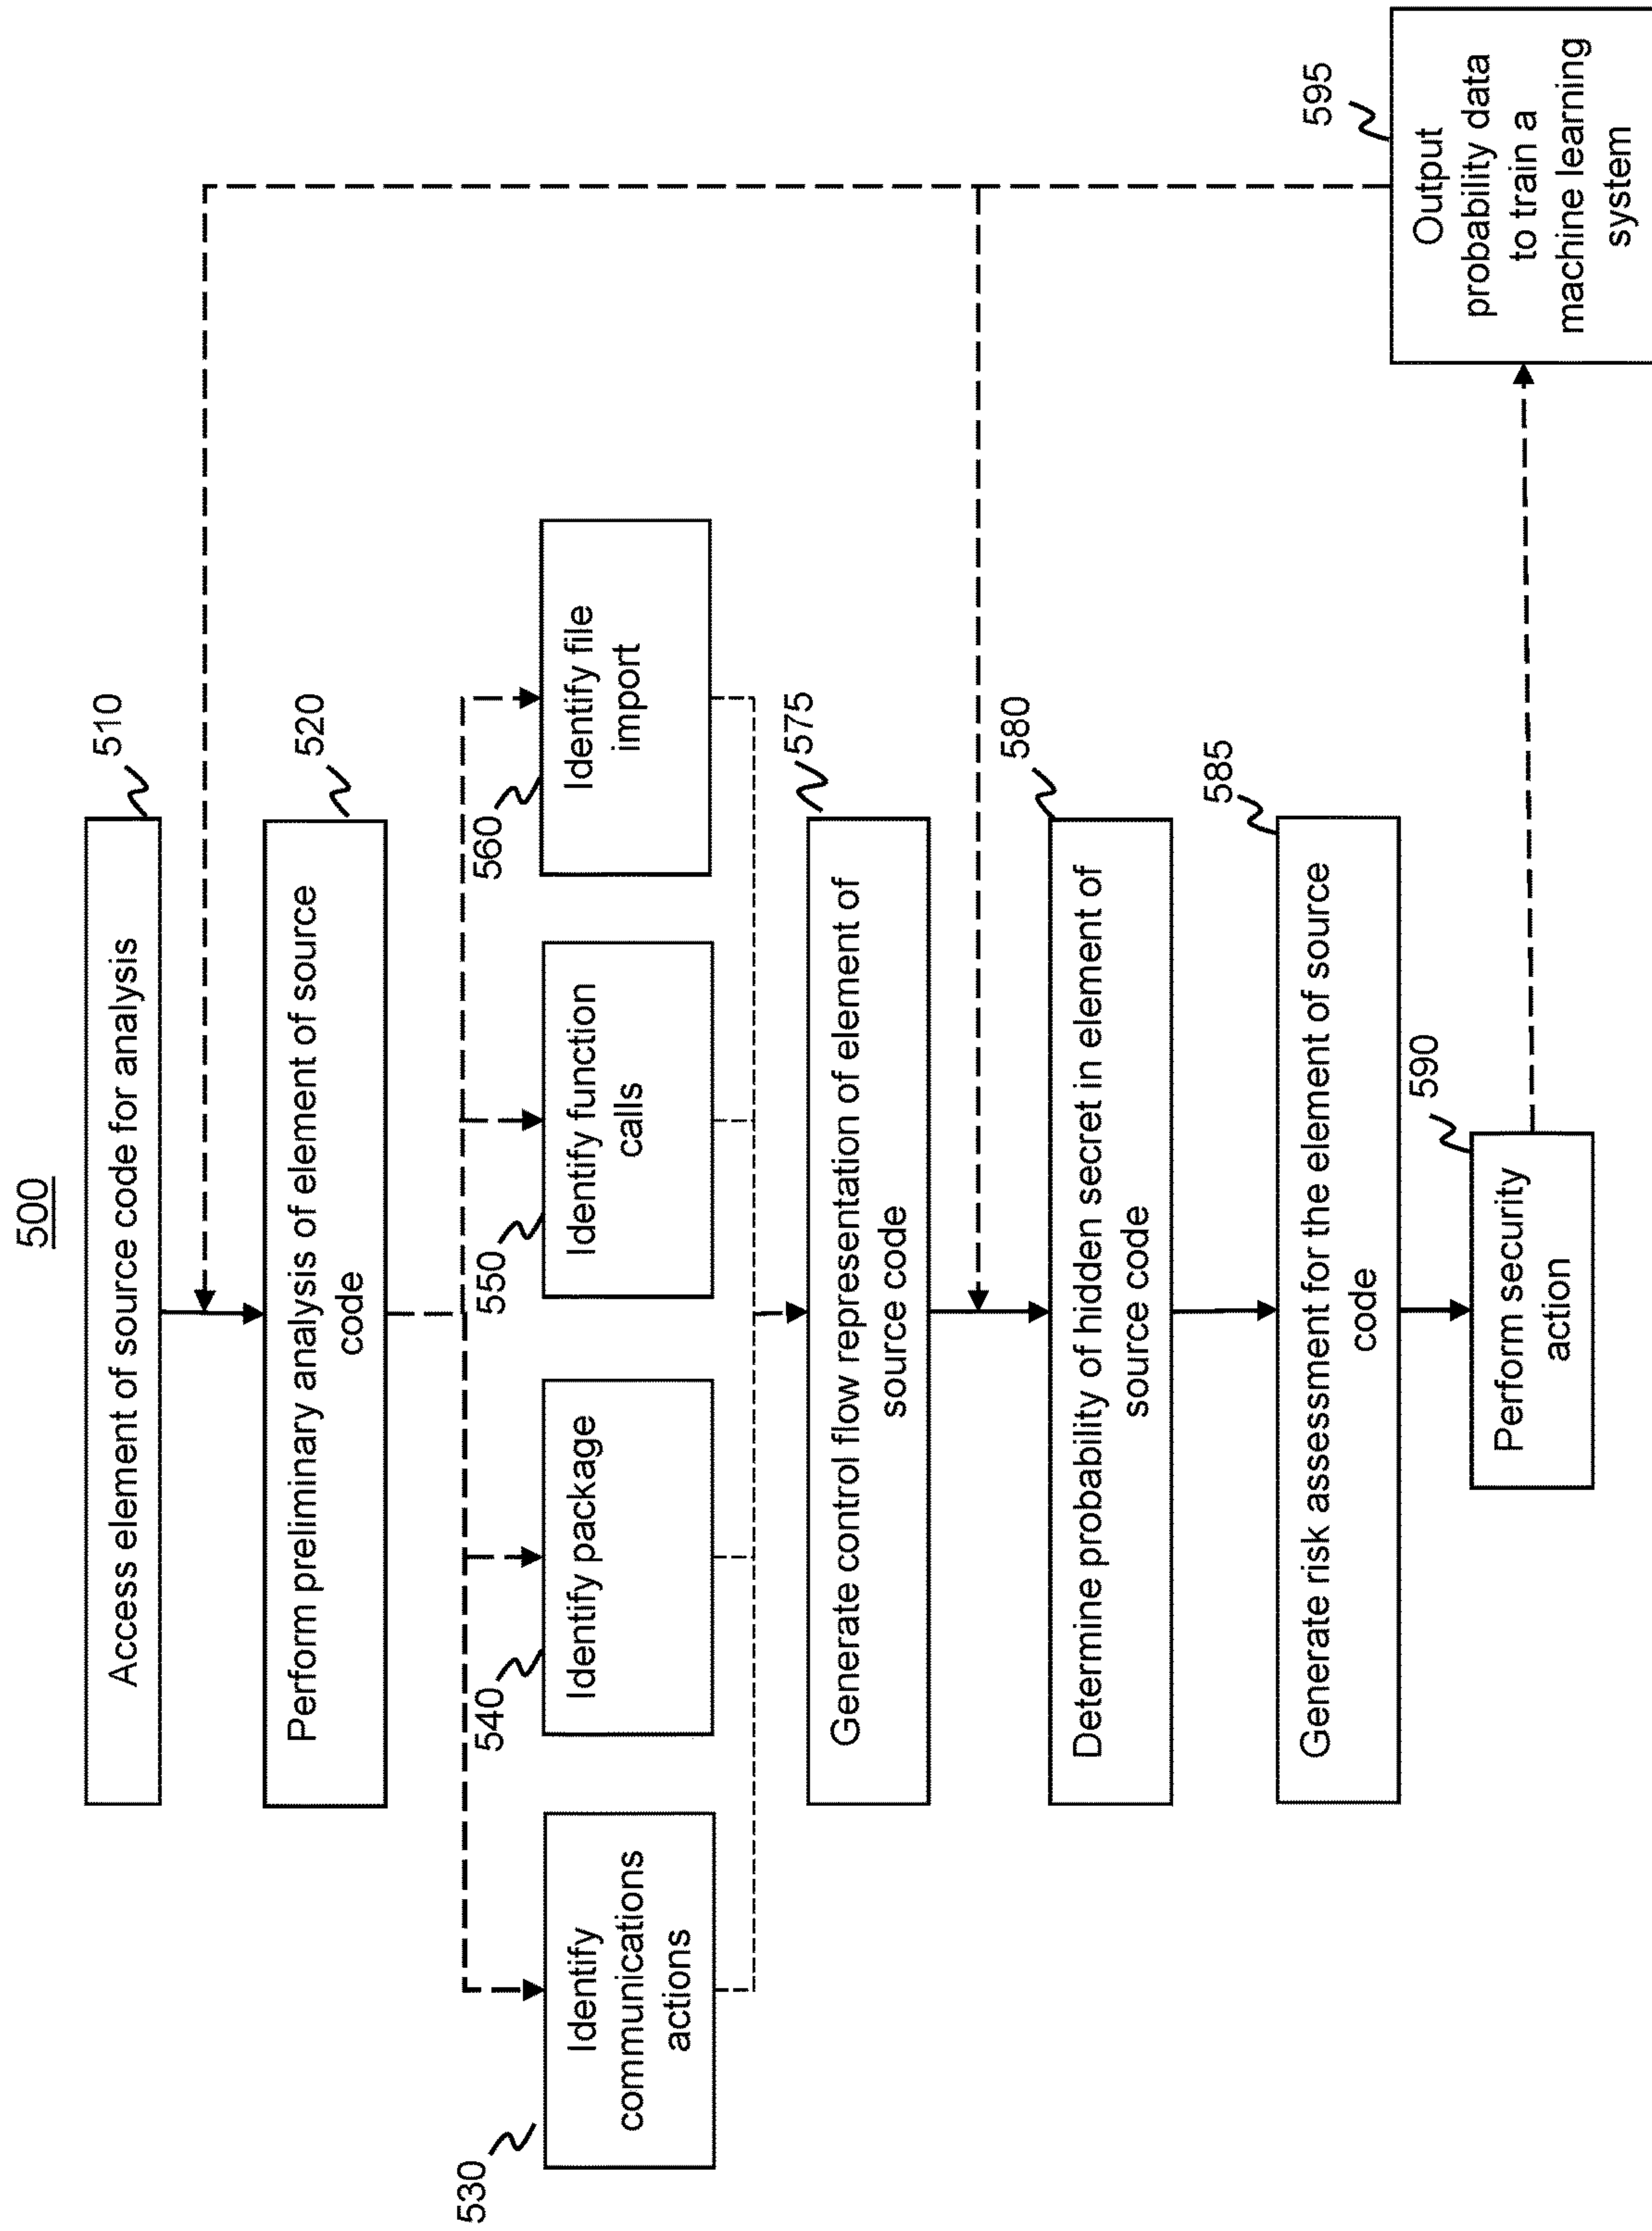 500
Access element of source code for analysis
510
Perform preliminary analysis of element of source
code
520
530
Identify
communications
actions
540
Identify package
550
Identify function
calls
560
Identify file
import
Generate control flow representation of element of
source code
575
Determine probability of hidden secret in element of
source code
580
Generate risk assessment for the element of source
code
585
Perform security
action
590
Output
probability data
to train a
machine learning
system
595